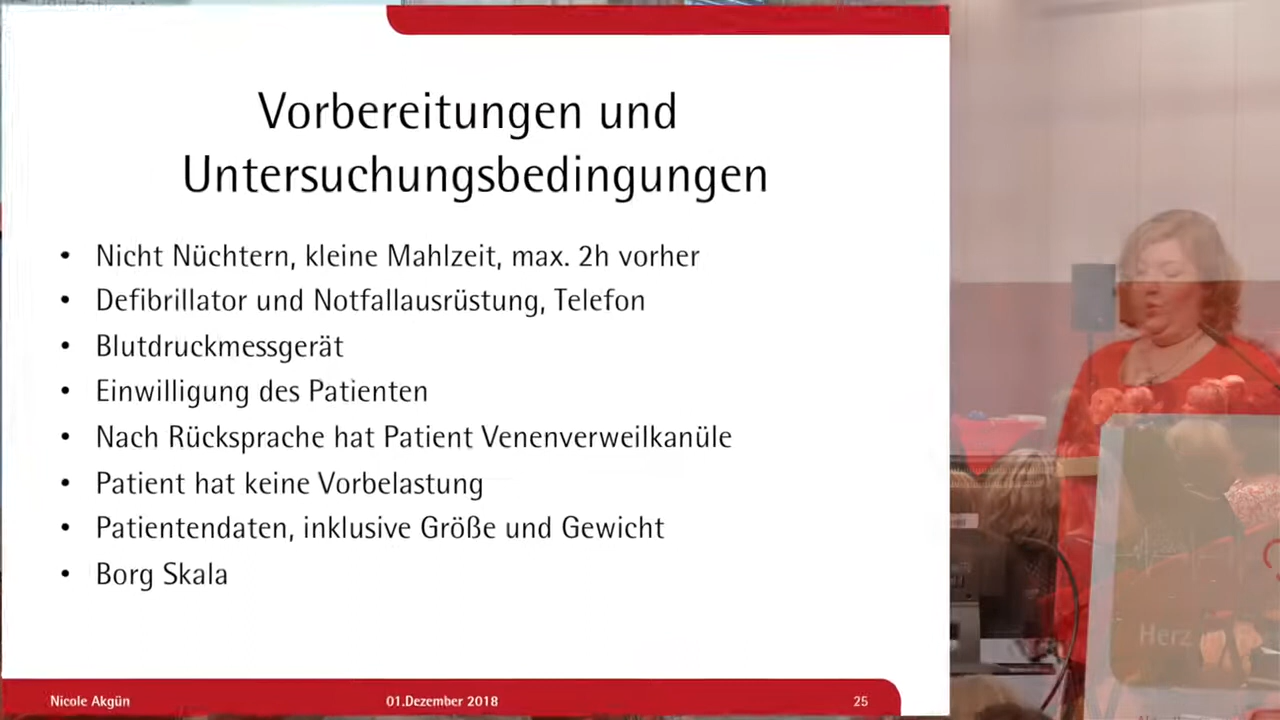 Vorbereitungen und
Untersuchungsbedingungen
• Nicht Nüchtern, kleine Mahlzeit, max. 2h vorher
• Defibrillator und Notfallausrüstung, Telefon
• Blutdruckmessgerät
• Einwilligung des Patienten
• Nach Rücksprache hat Patient Venenverweilkanüle
• Patient hat keine Vorbelastung
• Patientendaten, inklusive Größe und Gewicht
• Borg Skala
Nicole Akgün 01.Dezember 2018 25
Herz